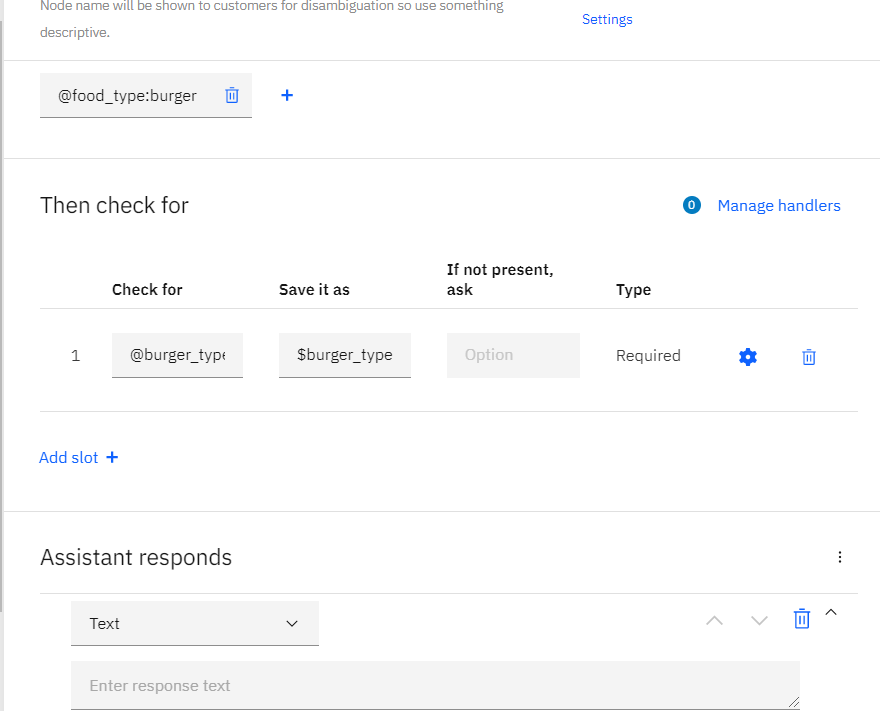 Node name will be shown to customers for disambiguation so use something
descriptive.
Settings
@food_type:burger
Then check for
0 Manage handlers
Check for Save it as If not present, ask Type
1 @burger_type $burger_type Option Required
Add slot +
Assistant responds
Text
Enter response text